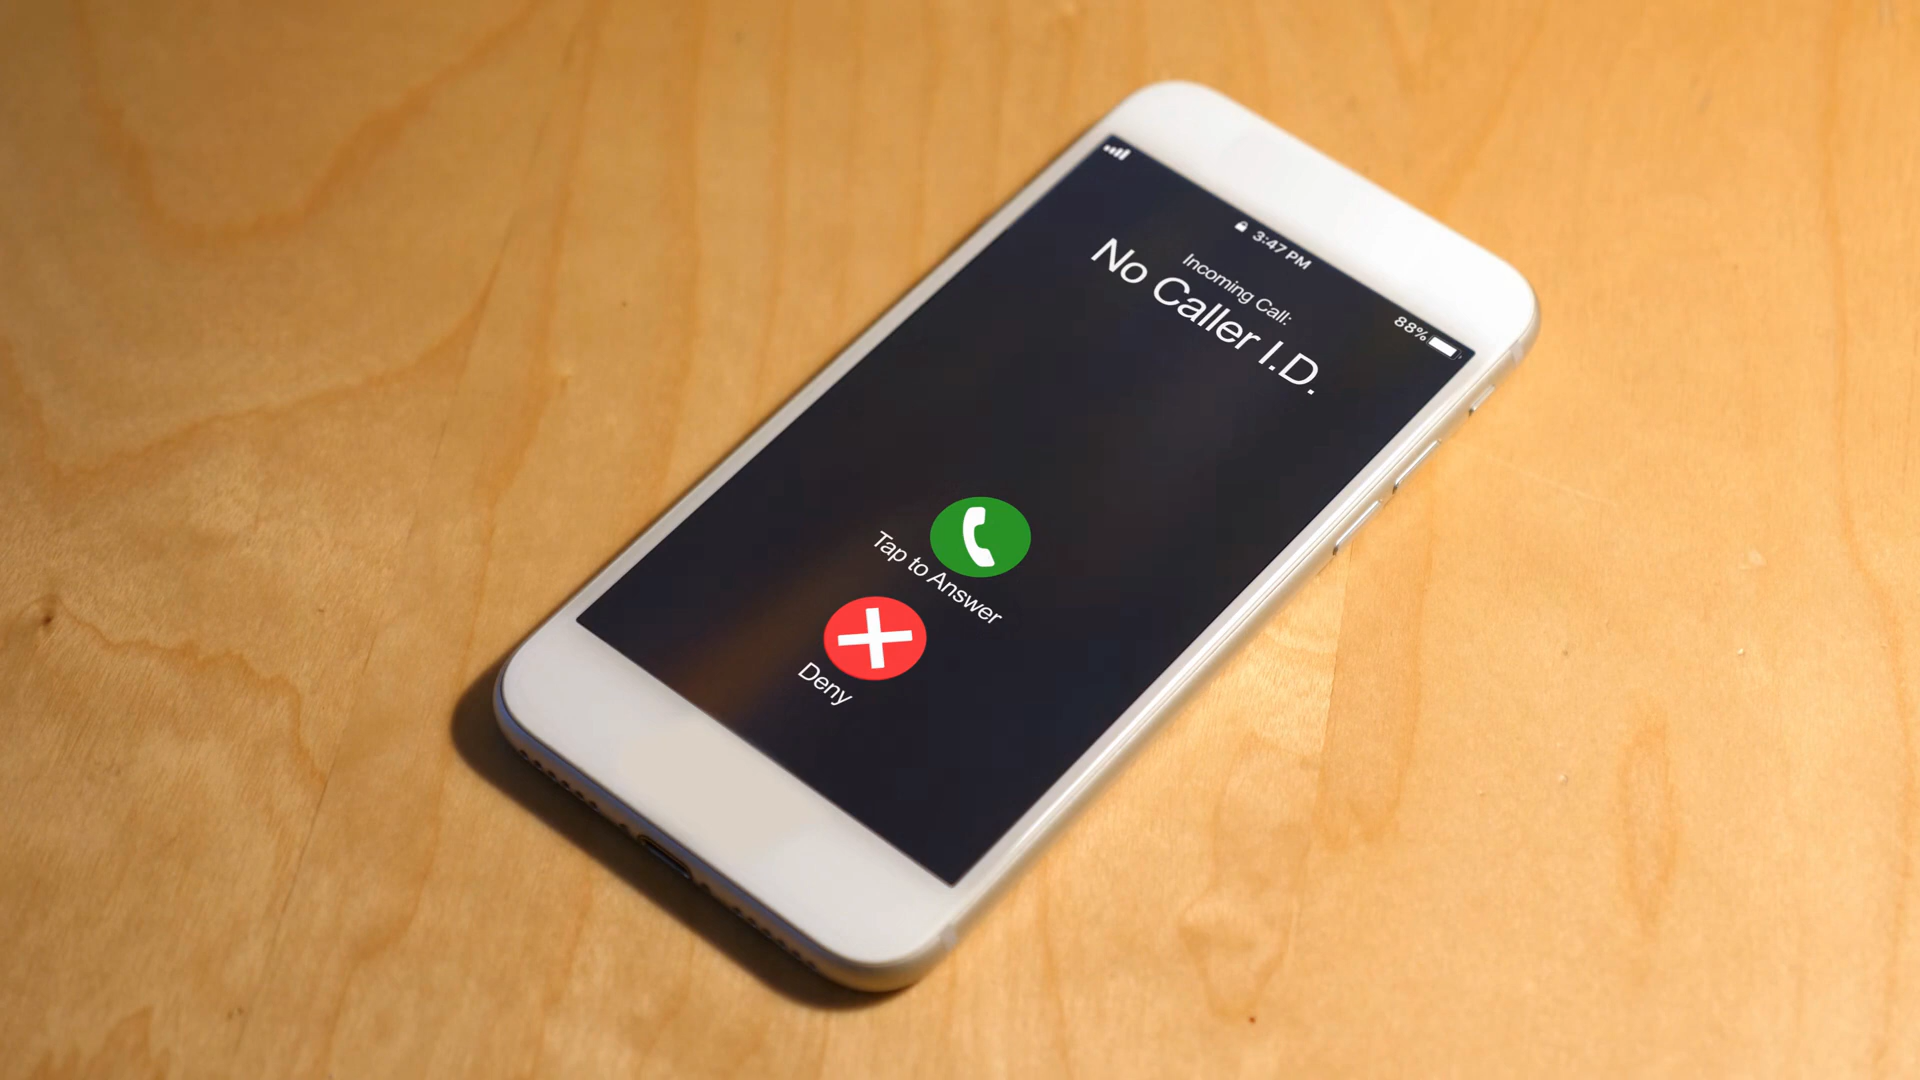 3:47 PM
88%
Incoming Call:
No Caller I.D.
Tap to Answer
Deny